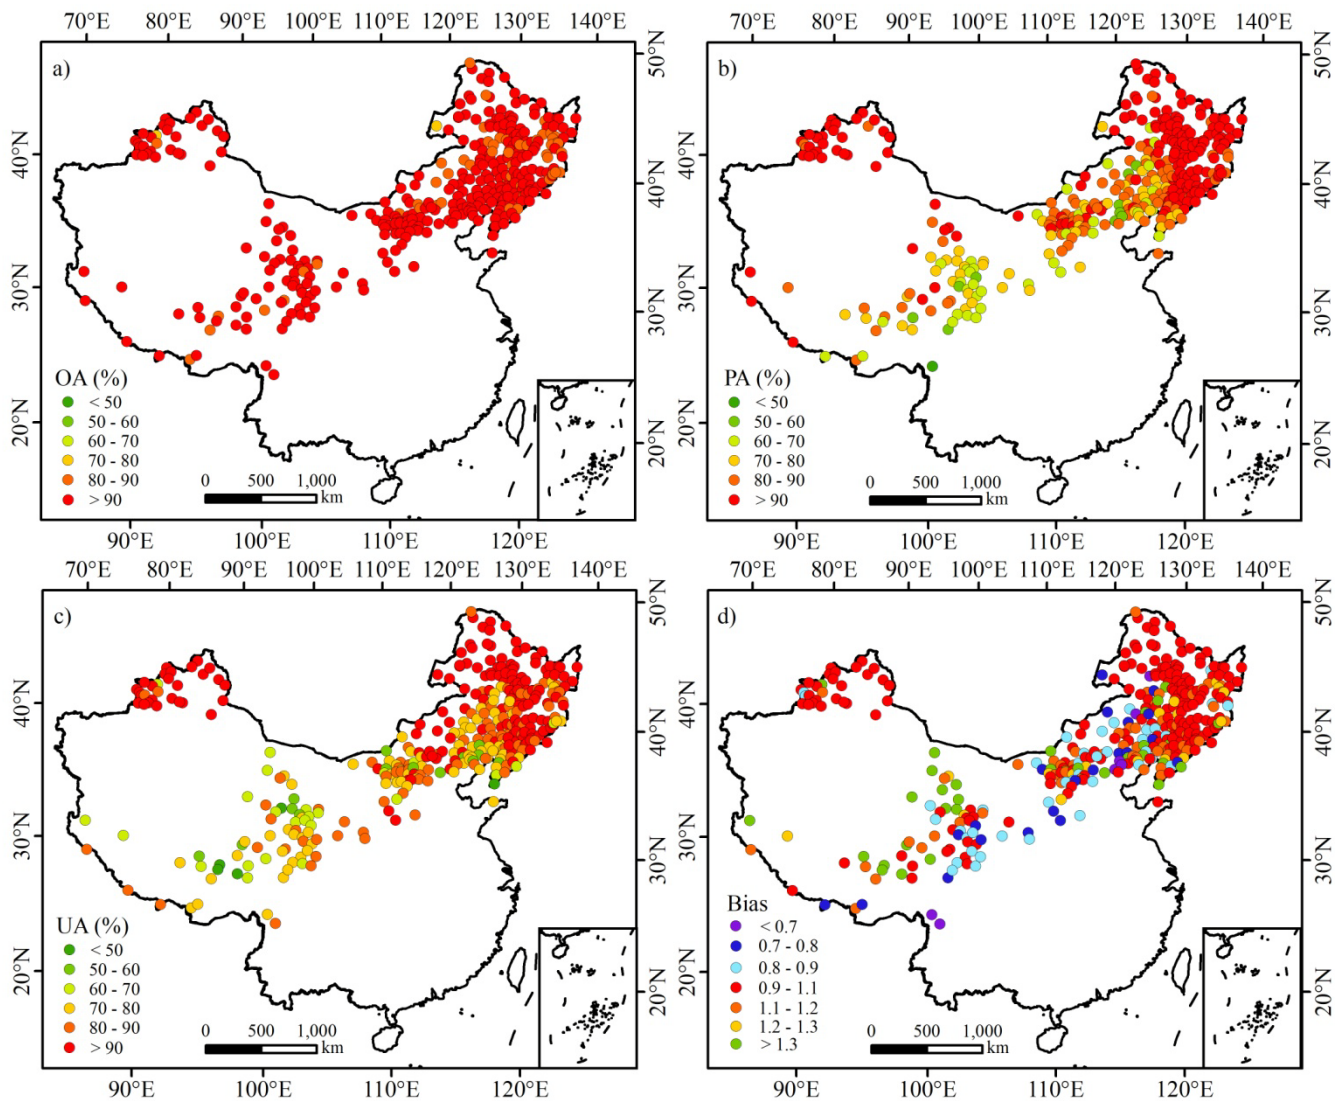 70°E 80°E 90°E 100°E 110°E 120°E 130°E 140°E
a)
50°N
40°N
30°N
20°N
40°N
30°N
20°N
OA (%)
< 50
50 - 60
60 - 70
70 - 80
80 - 90
> 90
0 500 1,000
km
90°E 100°E 110°E 120°E
70°E 80°E 90°E 100°E 110°E 120°E 130°E 140°E
b)
50°N
40°N
30°N
20°N
40°N
30°N
20°N
PA (%)
< 50
50 - 60
60 - 70
70 - 80
80 - 90
> 90
0 500 1,000
km
90°E 100°E 110°E 120°E
70°E 80°E 90°E 100°E 110°E 120°E 130°E 140°E
c)
50°N
40°N
30°N
20°N
40°N
30°N
20°N
UA (%)
< 50
50 - 60
60 - 70
70 - 80
80 - 90
> 90
0 500 1,000
km
90°E 100°E 110°E 120°E
70°E 80°E 90°E 100°E 110°E 120°E 130°E 140°E
d)
50°N
40°N
30°N
20°N
40°N
30°N
20°N
Bias
< 0.7
0.7 - 0.8
0.8 - 0.9
0.9 - 1.1
1.1 - 1.2
1.2 - 1.3
> 1.3
0 500 1,000
km
90°E 100°E 110°E 120°E